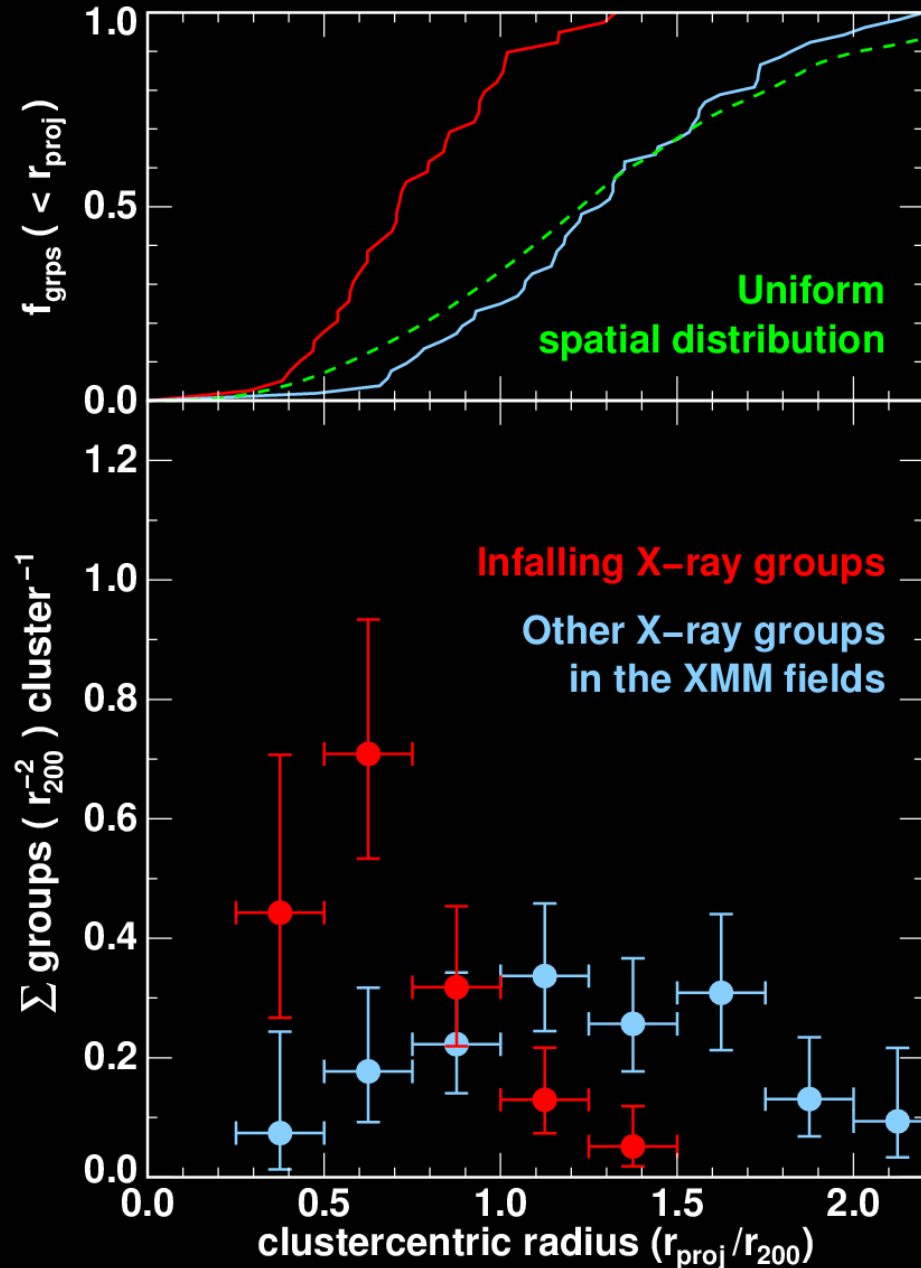 f_grps ( < r_proj)
1.0
0.5
0.0
Uniform
spatial distribution
∑ groups ( r_200^−2 ) cluster^−1
1.2
1.0
0.8
0.6
0.4
0.2
0.0
Infalling X−ray groups
Other X−ray groups
in the XMM fields
0.0 0.5 1.0 1.5 2.0
clustercentric radius (r_proj/r_200)